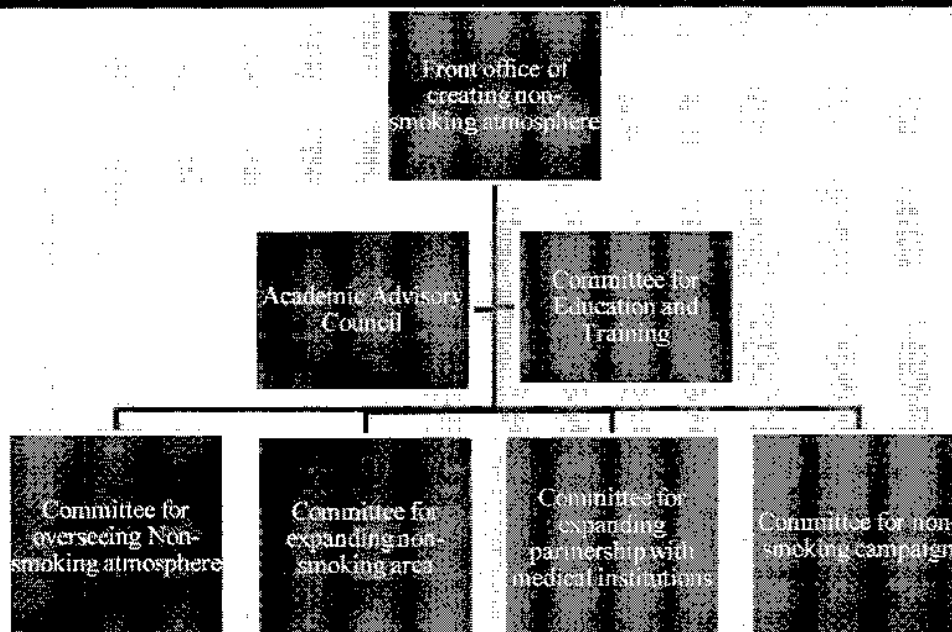 Front office of
creating non-
smoking atmosphere
Academic Advisory
Council
Committee for
Education and
Training
Committee for
overseeing Non-
smoking atmosphere
Committee for
expanding non-
smoking area
Committee for
expanding
partnership with
medical institutions
Committee for non-
smoking campaign